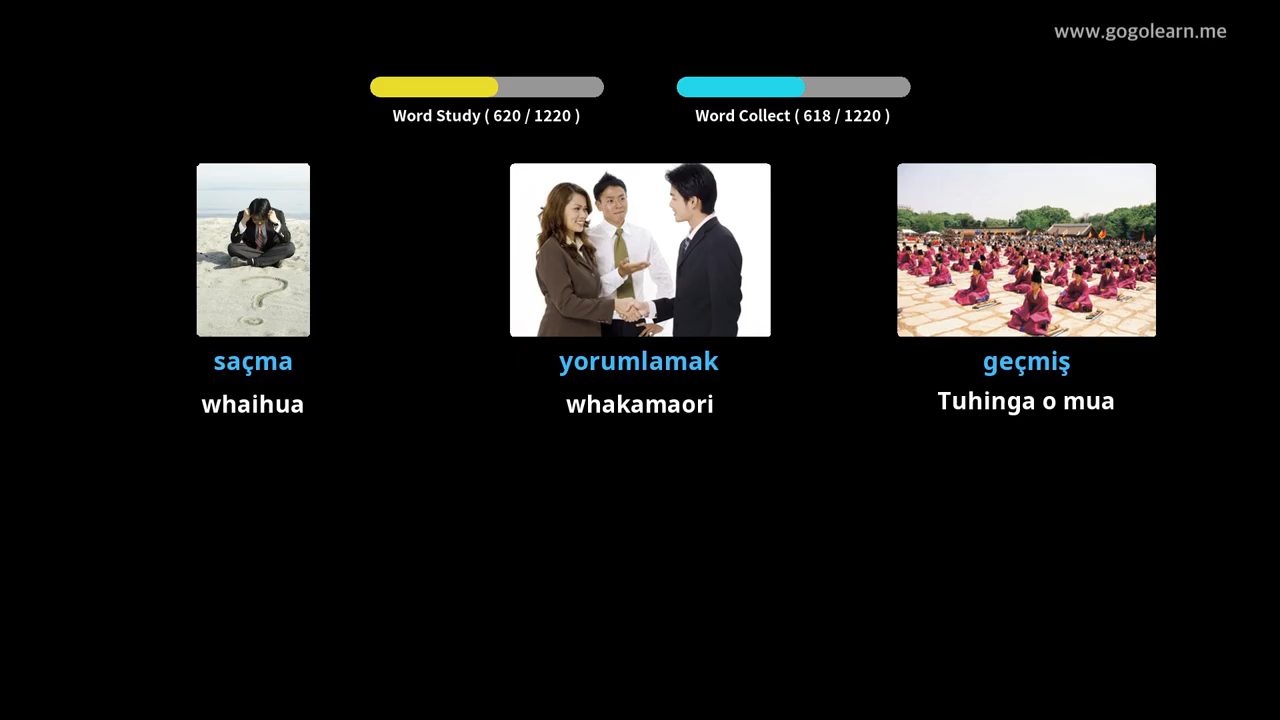 www.gogolearn.me
Word Study ( 620 / 1220 )
Word Collect ( 618 / 1220 )
saçma
whaihua
yorumlamak
whakamaori
geçmiş
Tuhinga o mua